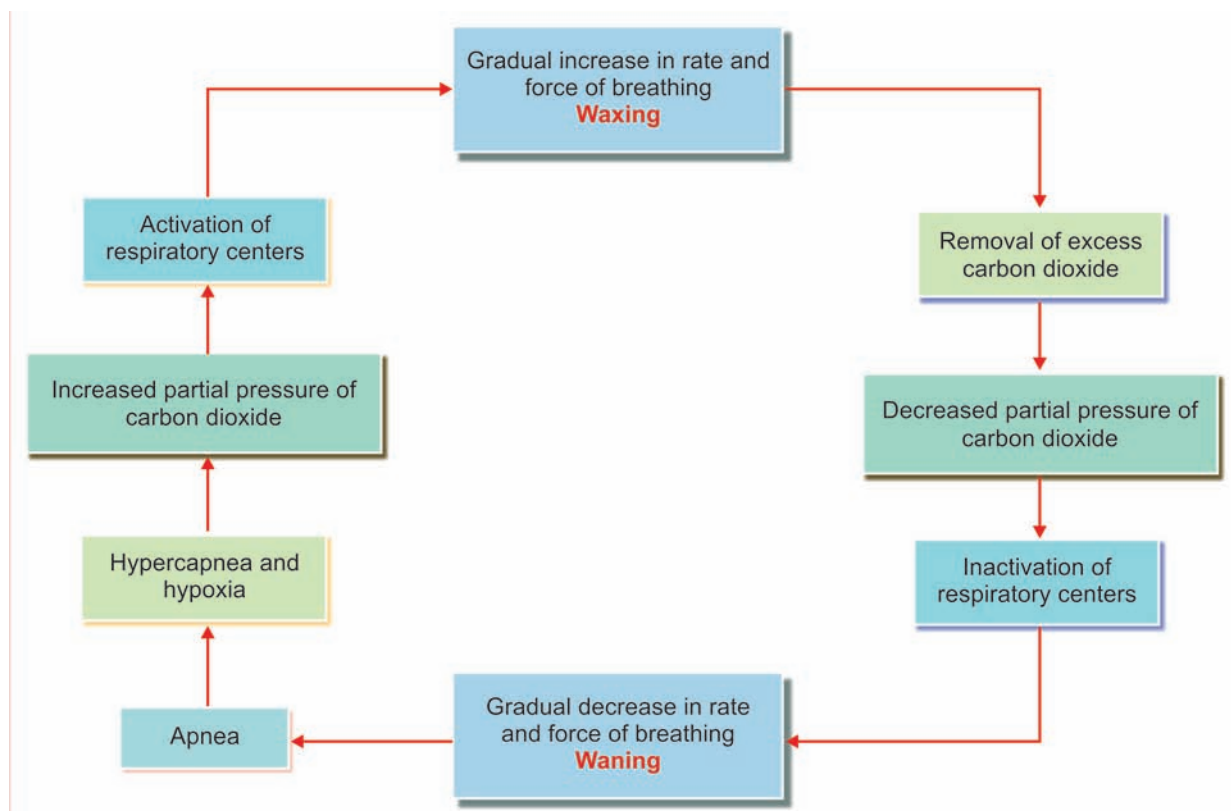 Gradual increase in rate and
force of breathing
Waxing
Removal of excess
carbon dioxide
Decreased partial pressure of
carbon dioxide
Inactivation of
respiratory centers
Gradual decrease in rate
and force of breathing
Waning
Apnea
Hypercapnea and
hypoxia
Increased partial pressure of
carbon dioxide
Activation of
respiratory centers